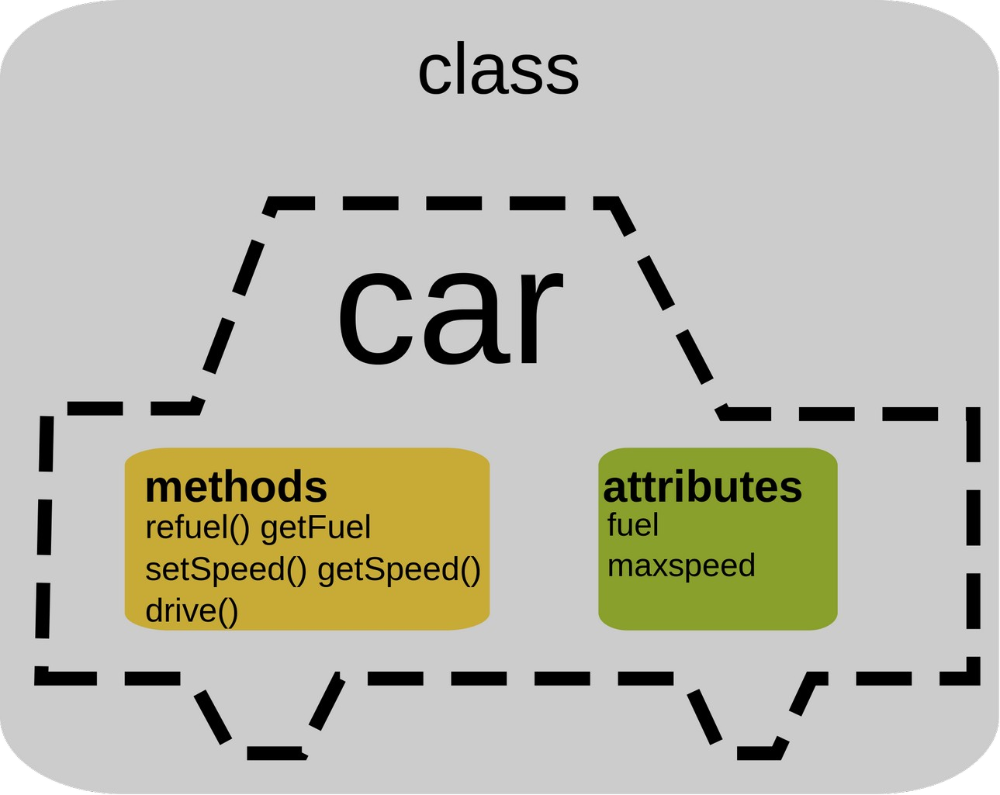 class
car
methods
refuel() getFuel
setSpeed() getSpeed()
drive()
attributes
fuel
maxspeed